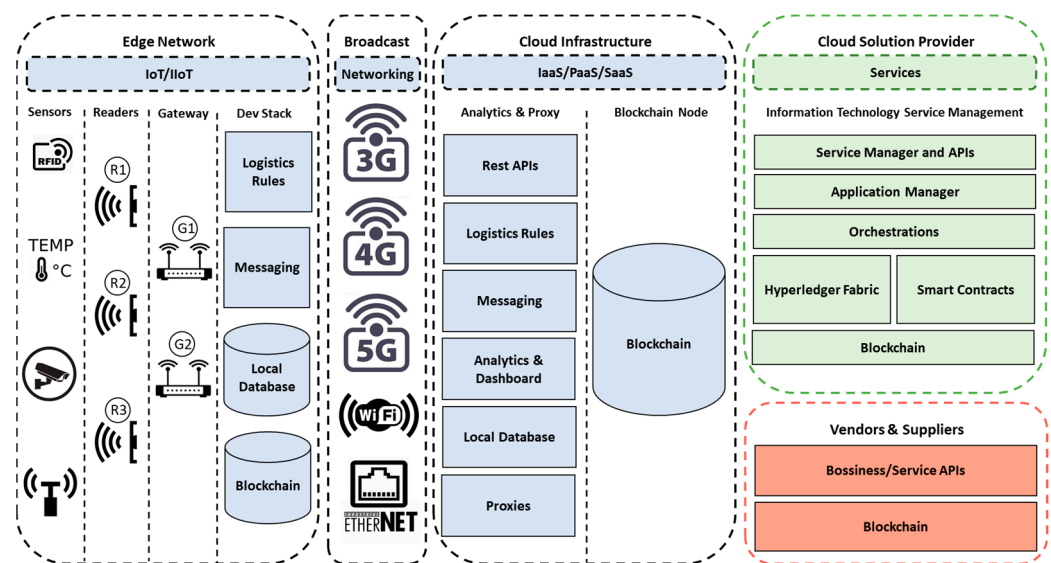 Edge Network
IoT/IIoT
Sensors
Readers
Gateway
Dev Stack
RFID
TEMP
°C
R1
R2
R3
G1
G2
Logistics
Rules
Messaging
Local
Database
Blockchain
Broadcast
Networking
3G
4G
5G
WiFi
ETHERNET
Cloud Infrastructure
IaaS/PaaS/SaaS
Analytics & Proxy
Blockchain Node
Rest APIs
Logistics Rules
Messaging
Analytics &
Dashboard
Local Database
Proxies
Blockchain
Cloud Solution Provider
Services
Information Technology Service Management
Service Manager and APIs
Application Manager
Orchestrations
Hyperledger Fabric
Smart Contracts
Blockchain
Vendors & Suppliers
Bossiness/Service APIs
Blockchain